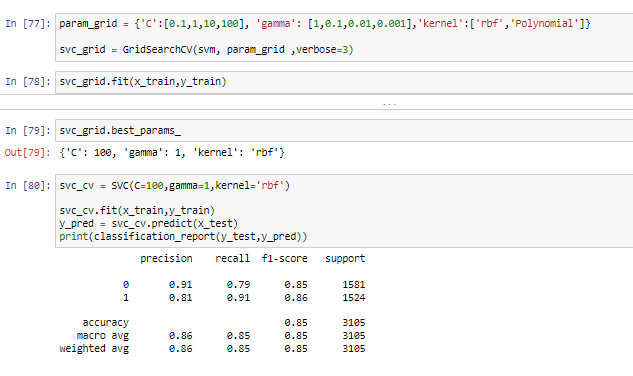 In [77]: param_grid = {'C':[0.1,1,10,100], 'gamma': [1,0.1,0.01,0.001],'kernel':['rbf','Polynomial']}
svc_grid = GridSearchCV(svm, param_grid ,verbose=3)
In [78]: svc_grid.fit(x_train,y_train)
...
In [79]: svc_grid.best_params_
Out[79]: {'C': 100, 'gamma': 1, 'kernel': 'rbf'}
In [80]: svc_cv = SVC(C=100,gamma=1,kernel='rbf')
svc_cv.fit(x_train,y_train)
y_pred = svc_cv.predict(x_test)
print(classification_report(y_test,y_pred))
precision recall f1-score support
0 0.91 0.79 0.85 1581
1 0.81 0.91 0.86 1524
accuracy 0.85 3105
macro avg 0.86 0.85 0.85 3105
weighted avg 0.86 0.85 0.85 3105